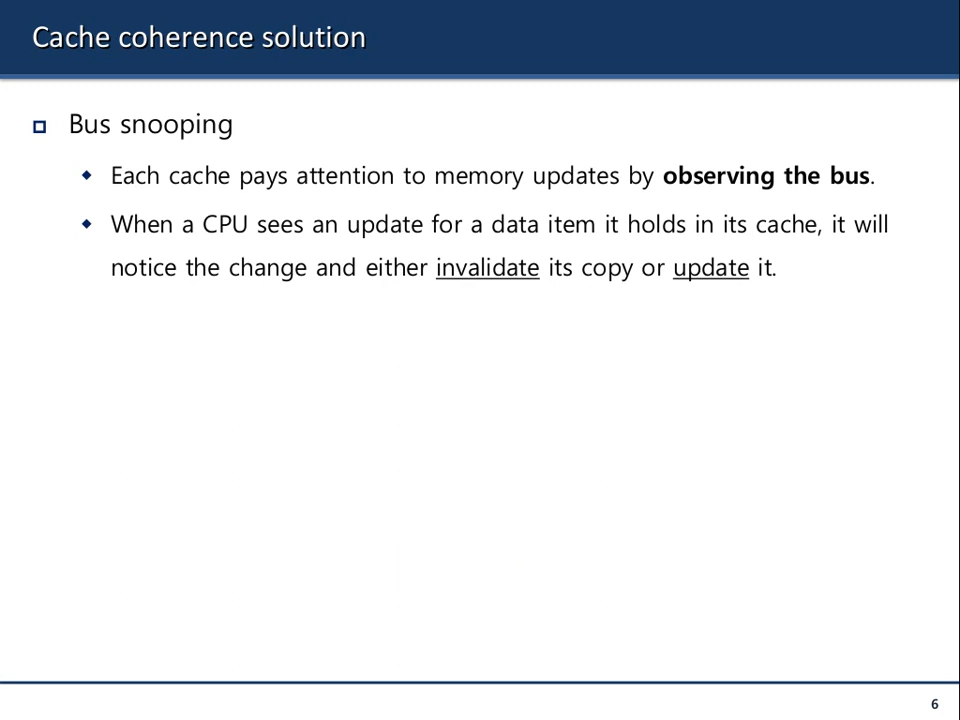 Cache coherence solution
Bus snooping
Each cache pays attention to memory updates by observing the bus.
When a CPU sees an update for a data item it holds in its cache, it will
notice the change and either invalidate its copy or update it.
6